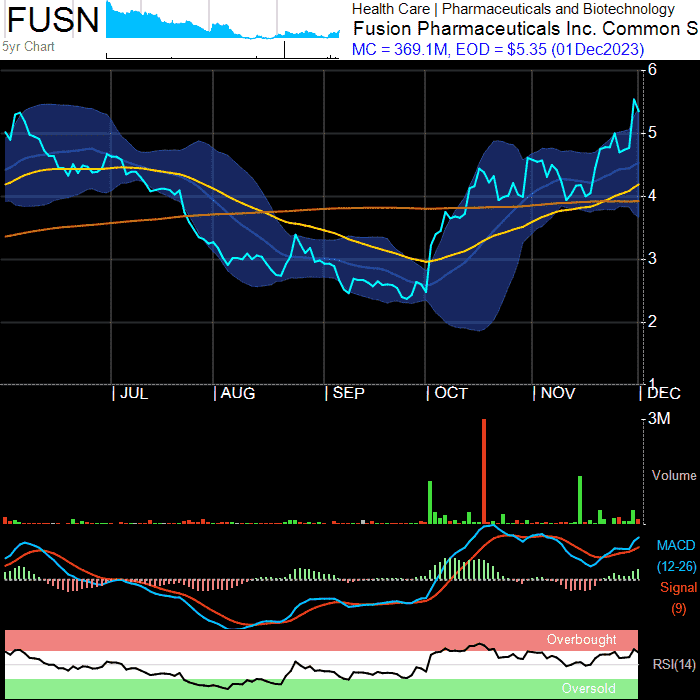 FUSN
Health Care | Pharmaceuticals and Biotechnology
Fusion Pharmaceuticals Inc. Common S
5yr Chart
MC = 369.1M, EOD = $5.35 (01Dec2023)
6
5
4
3
2
1
JUL AUG SEP OCT NOV DEC
3M
Volume
MACD
(12-26)
Signal
(9)
Overbought
RSI(14)
Oversold